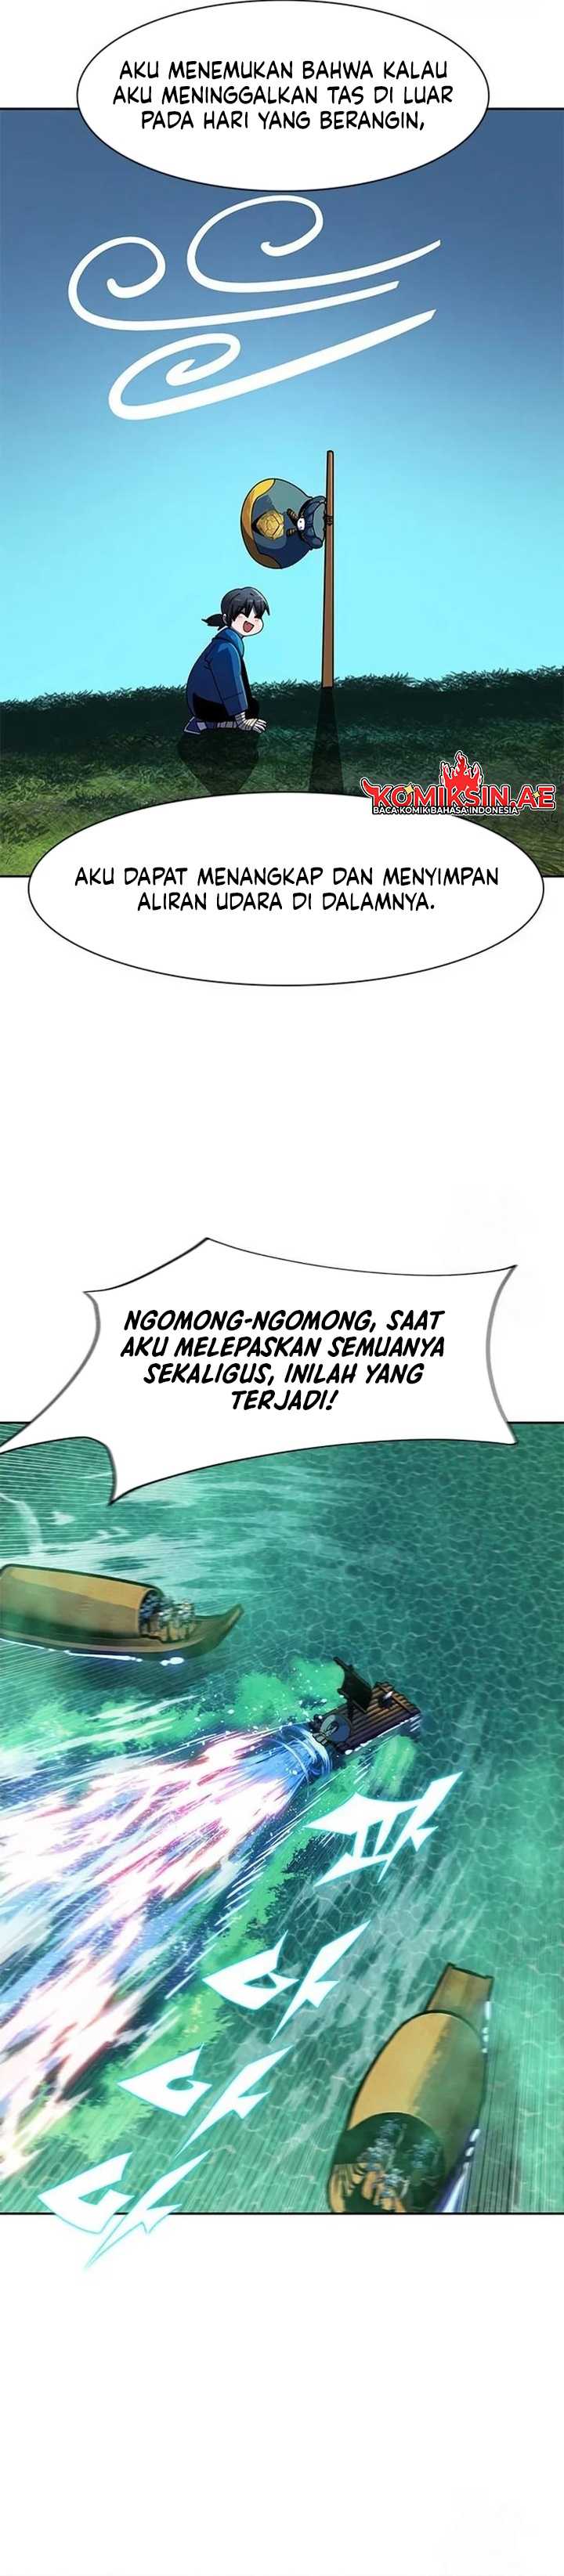 AKU MENEMUKAN BAHWA KALAU
AKU MENINGGALKAN TAS DI LUAR
PADA HARI YANG BERANGIN,
KOMIKSIN.AE
BACA KOMIK BAHASA INDONESIA
AKU DAPAT MENANGKAP DAN MENYIMPAN
ALIRAN UDARA DI DALAMNYA.
NGOMONG-NGOMONG, SAAT
AKU MELEPASKAN SEMUANYA
SEKALIGUS, INILAH YANG
TERJADI!